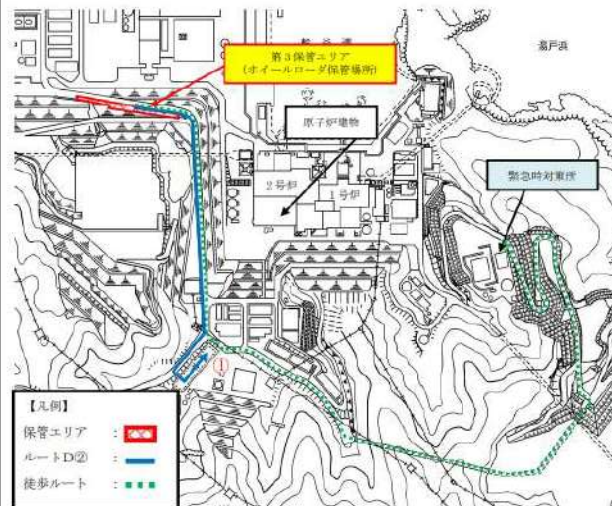 湯戸浜
第3保管エリア
(ホイールローダ保管場所)
原子炉建物
2号炉
1号炉
緊急時対策所
①
【凡例】
保管エリア :
ルートD② :
徒歩ルート :